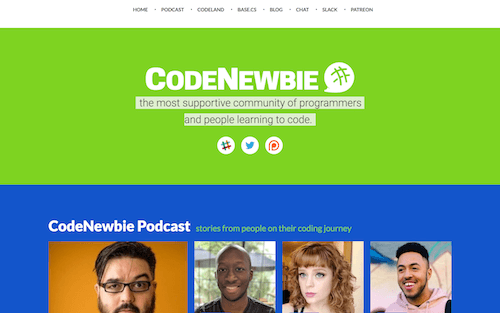 HOME • PODCAST • CODELAND • BASE.CS • BLOG • CHAT • SLACK • PATREON
CODENEWBIE
the most supportive community of programmers
and people learning to code.
CodeNewbie Podcast stories from people on their coding journey